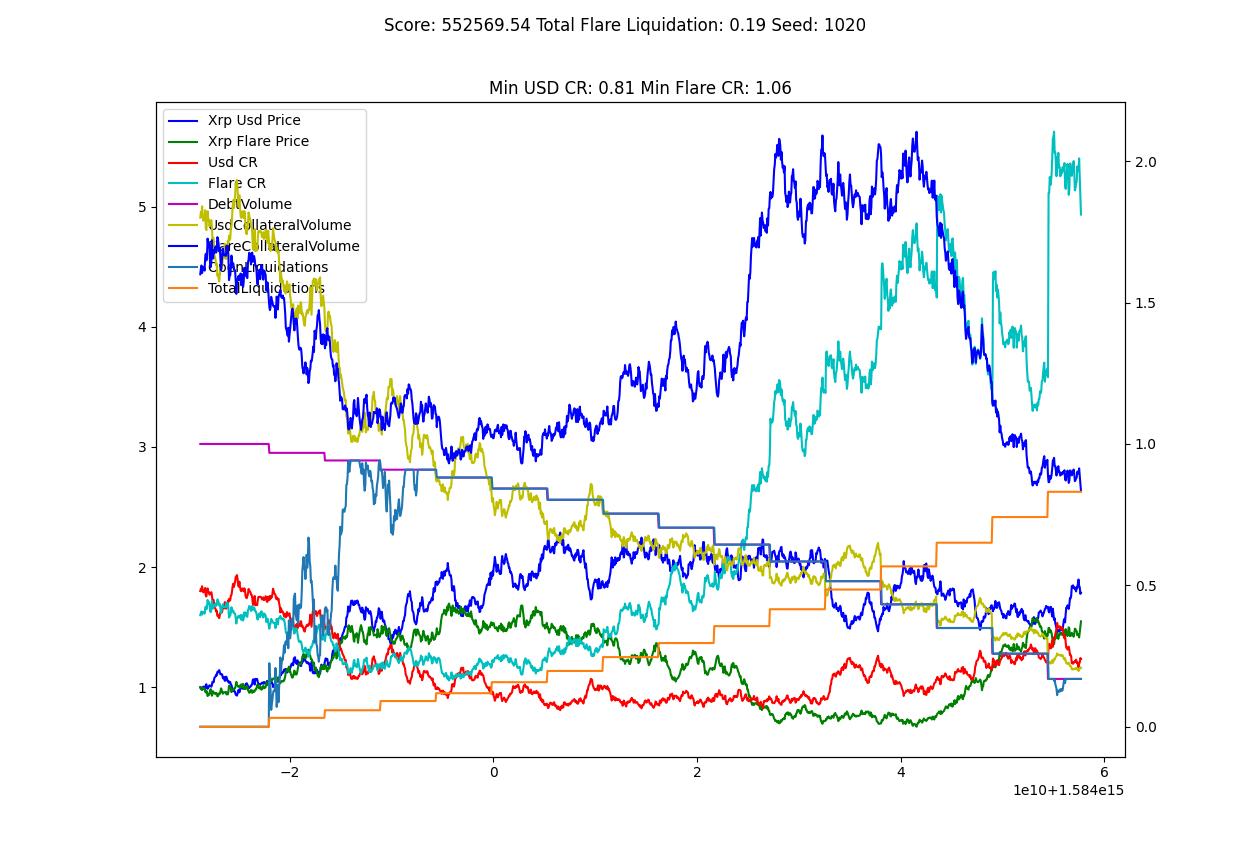 Score: 552569.54 Total Flare Liquidation: 0.19 Seed: 1020
Min USD CR: 0.81 Min Flare CR: 1.06
Xrp Usd Price
Xrp Flare Price
Usd CR
Flare CR
DebtVolume
UsdCollateralVolume
FlareCollateralVolume
OpenLiquidations
TotalLiquidations
5
4
3
2
1
2.0
1.5
1.0
0.5
0.0
−2
0
2
4
6
1e10+1.584e15